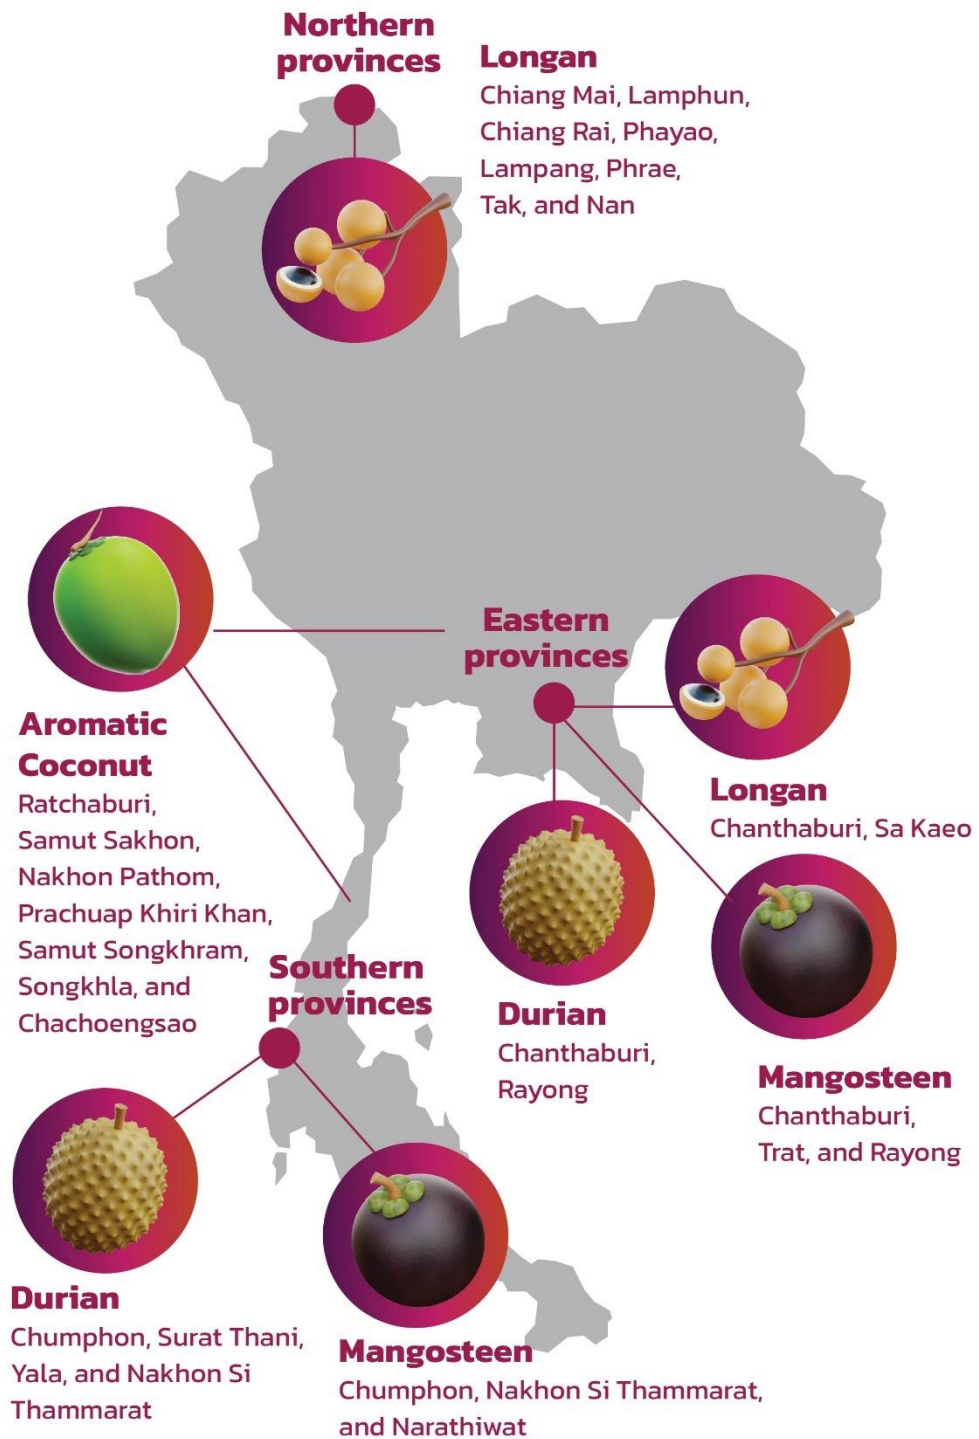 Northern
provinces
Longan
Chiang Mai, Lamphun,
Chiang Rai, Phayao,
Lampang, Phrae,
Tak, and Nan
Eastern
provinces
Aromatic
Coconut
Ratchaburi,
Samut Sakhon,
Nakhon Pathom,
Prachuap Khiri Khan,
Samut Songkhram,
Songkhla, and
Chachoengsao
Longan
Chanthaburi, Sa Kaeo
Southern
provinces
Durian
Chanthaburi,
Rayong
Mangosteen
Chanthaburi,
Trat, and Rayong
Durian
Chumphon, Surat Thani,
Yala, and Nakhon Si
Thammarat
Mangosteen
Chumphon, Nakhon Si Thammarat,
and Narathiwat